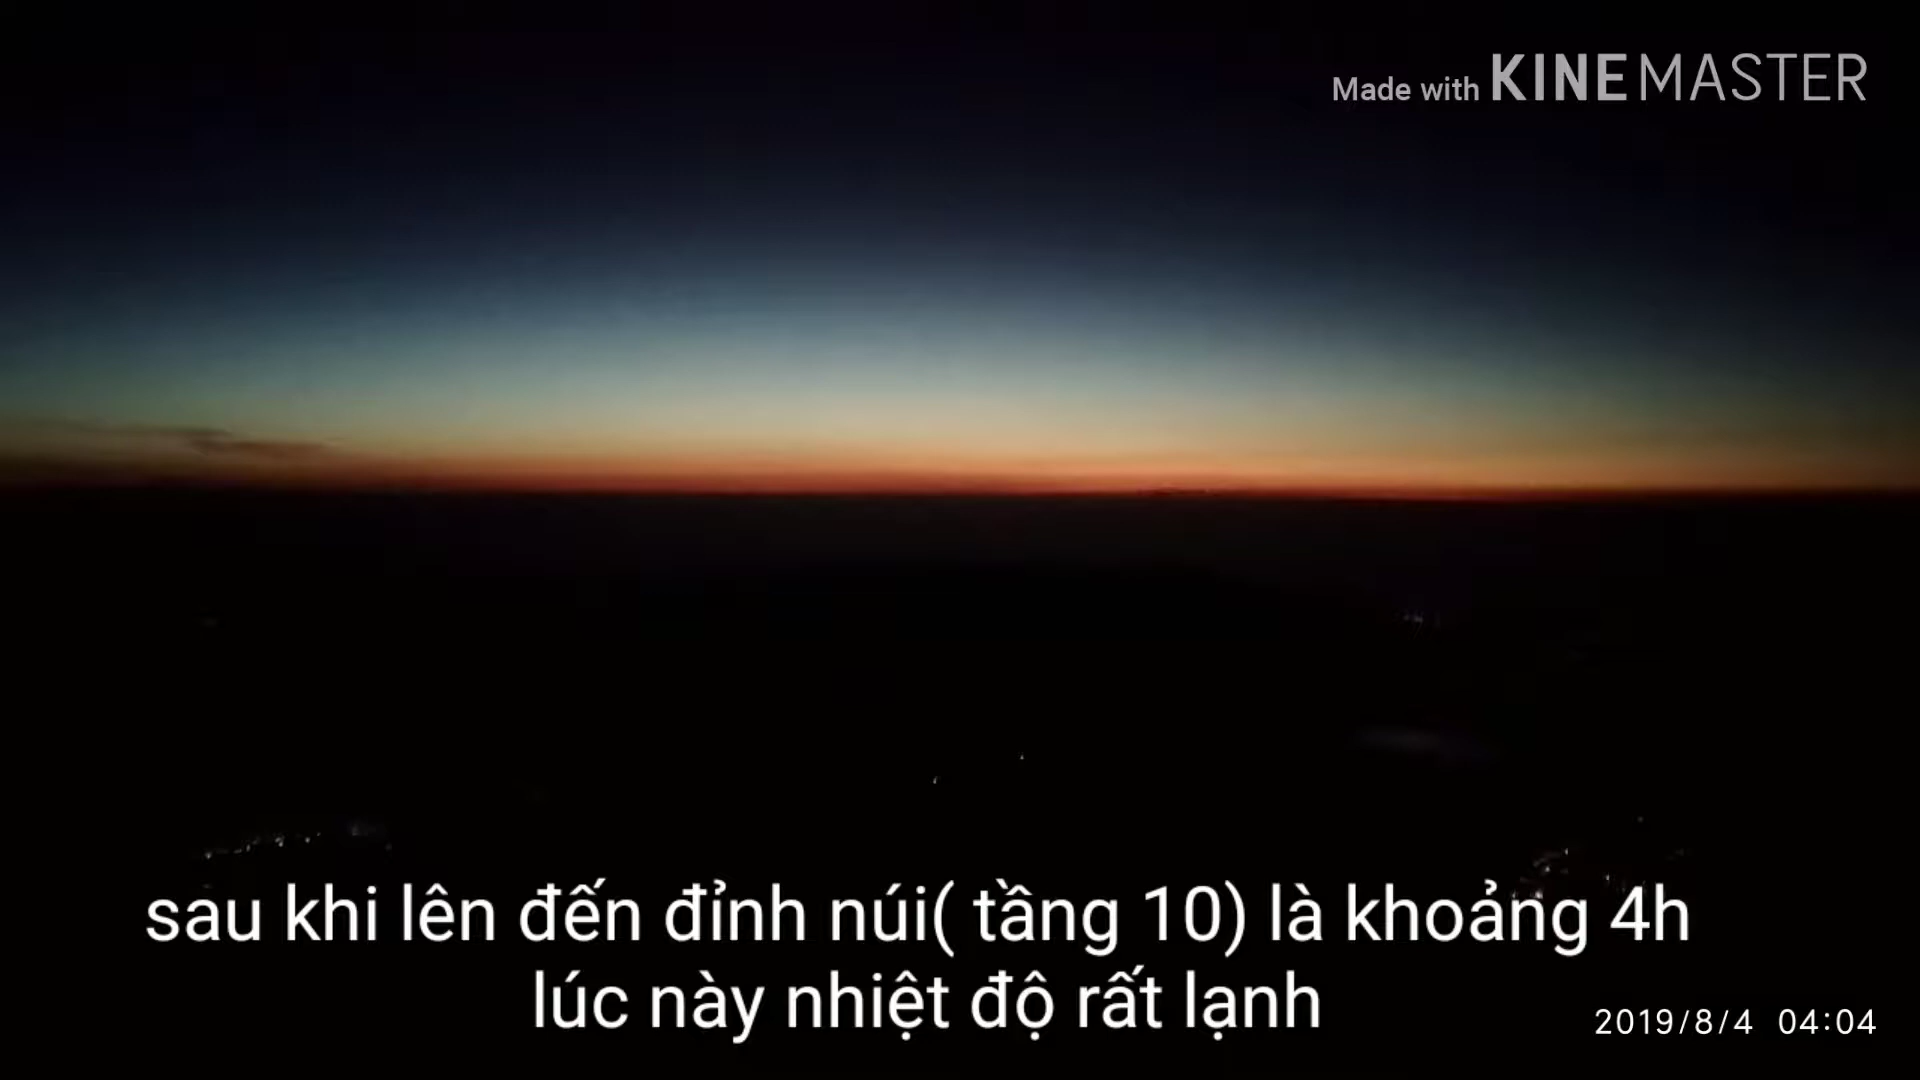 Made with KINEMASTER
sau khi lên đến đỉnh núi( tầng 10) là khoảng 4h
lúc này nhiệt độ rất lạnh
2019/8/4 04:04